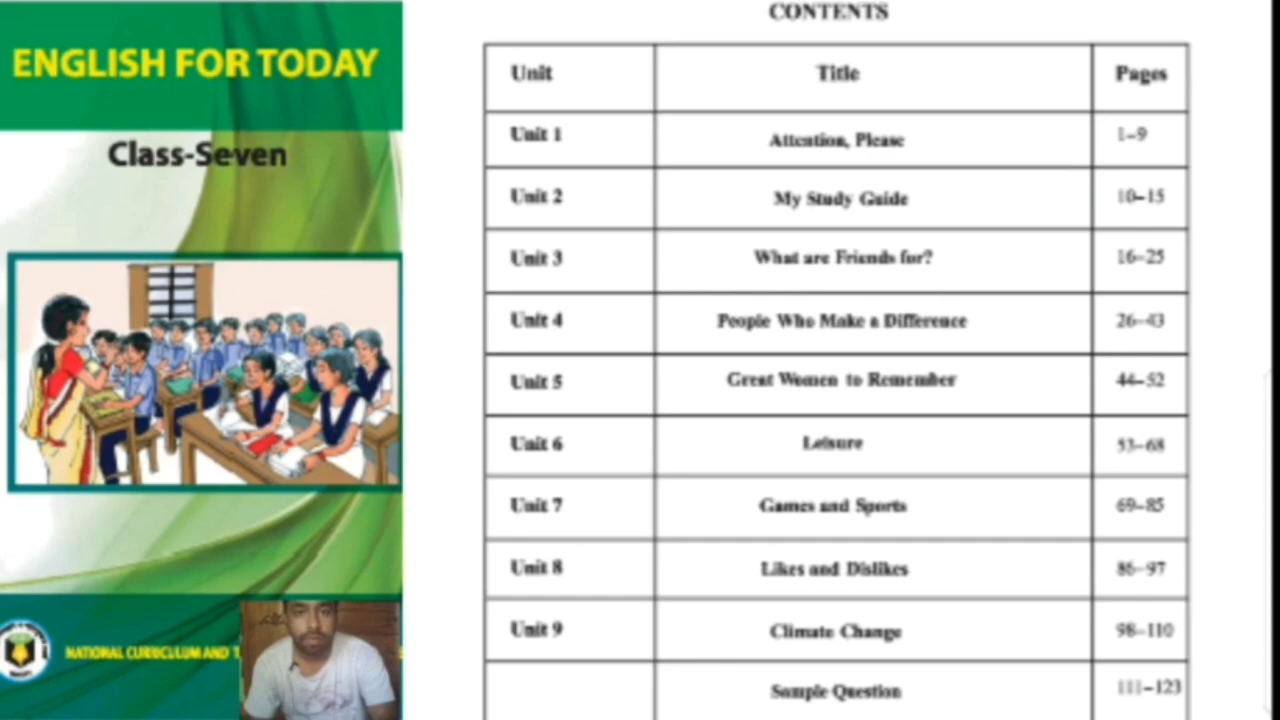 ENGLISH FOR TODAY
Class-Seven
NATIONAL CURRICULUM AND
CONTENTS
Unit Title Pages
Unit 1 Attention, Please 1–9
Unit 2 My Study Guide 10–15
Unit 3 What are Friends for? 16–25
Unit 4 People Who Make a Difference 26–43
Unit 5 Great Women to Remember 44–52
Unit 6 Leisure 53–68
Unit 7 Games and Sports 69–85
Unit 8 Likes and Dislikes 86–97
Unit 9 Climate Change 98–110
Sample Question 111–123